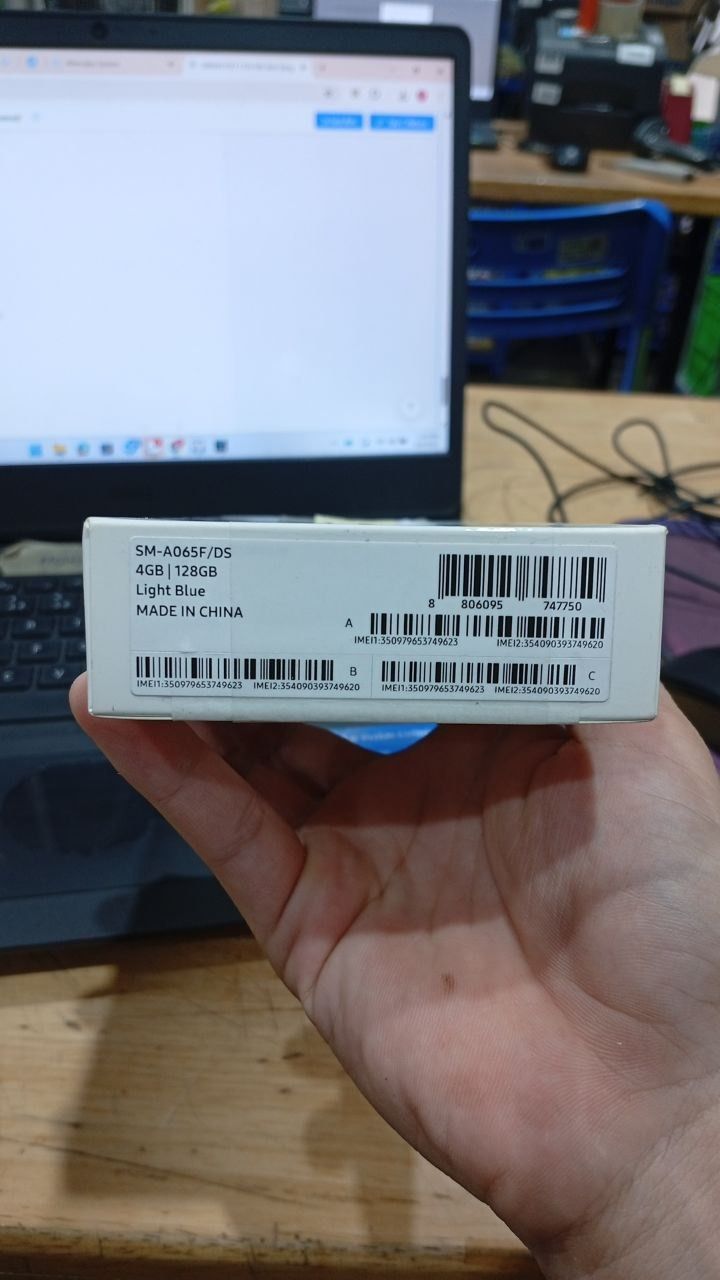 SM-A065F/DS
4GB | 128GB
Light Blue
MADE IN CHINA
8 806095 747750
A
IMEI1:350979653749623 IMEI2:354090393749620
B
IMEI1:350979653749623 IMEI2:354090393749620
C
IMEI1:350979653749623 IMEI2:354090393749620